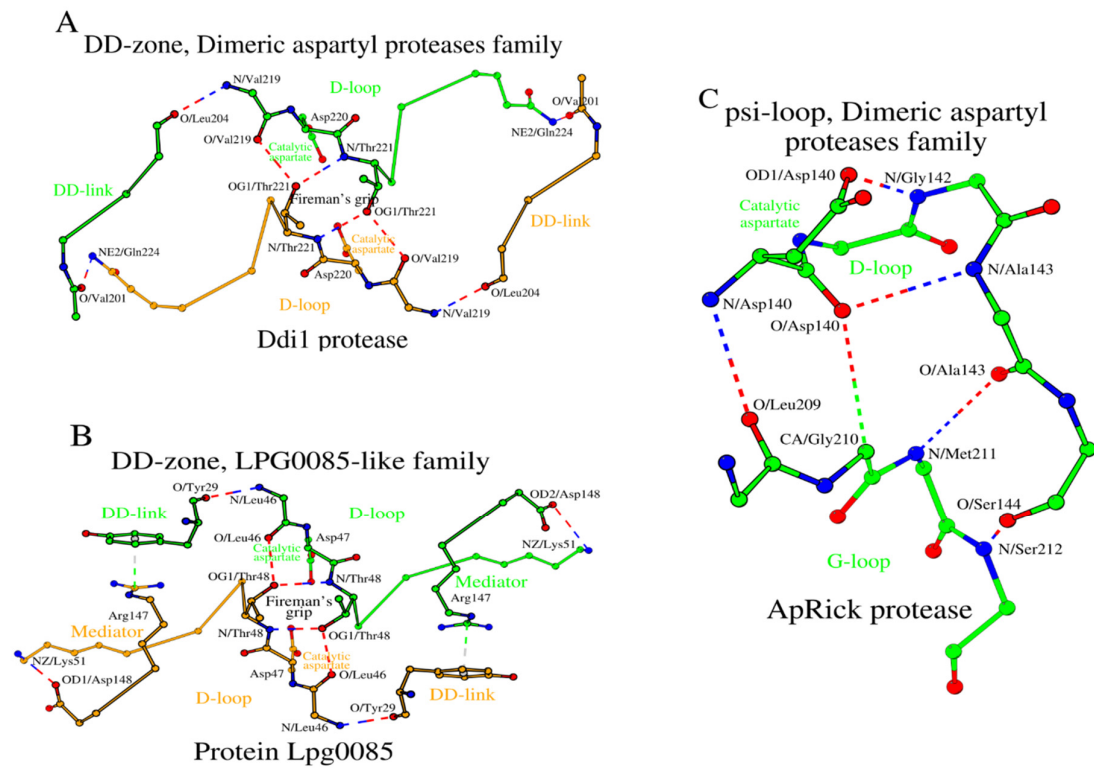 A
DD-zone, Dimeric aspartyl proteases family
N/Val219
D-loop
O/Leu204
Asp220
O/Val201
O/Val219
Catalytic
aspartate
N/Thr221
NE2/Gln224
DD-link
OG1/Thr221
Fireman's grip
OG1/Thr221
DD-link
NE2/Gln224
N/Thr221
Catalytic
aspartate
O/Val219
O/Val201
Asp220
D-loop
O/Leu204
N/Val219
Ddi1 protease
B
DD-zone, LPG0085-like family
O/Tyr29
N/Leu46
OD2/Asp148
DD-link
D-loop
O/Leu46
Catalytic
aspartate
Asp47
NZ/Lys51
OG1/Thr48
N/Thr48
Mediator
Arg147
Fireman's
grip
Arg147
Mediator
N/Thr48
OG1/Thr48
NZ/Lys51
Asp47
Catalytic
aspartate
OD1/Asp148
D-loop
O/Leu46
DD-link
O/Tyr29
N/Leu46
Protein Lpg0085
C
psi-loop, Dimeric aspartyl
proteases family
OD1/Asp140
N/Gly142
Catalytic
aspartate
D-loop
N/Ala143
N/Asp140
O/Asp140
O/Ala143
O/Leu209
CA/Gly210
N/Met211
O/Ser144
N/Ser212
G-loop
ApRick protease